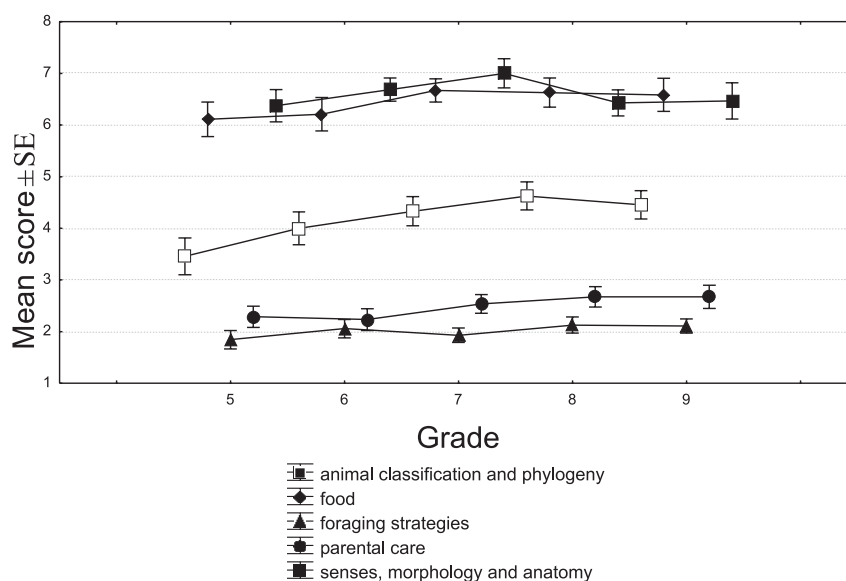 8
7
6
5
4
3
2
1
Mean score±SE
5 6 7 8 9
Grade
animal classification and phylogeny
food
foraging strategies
parental care
senses, morphology and anatomy